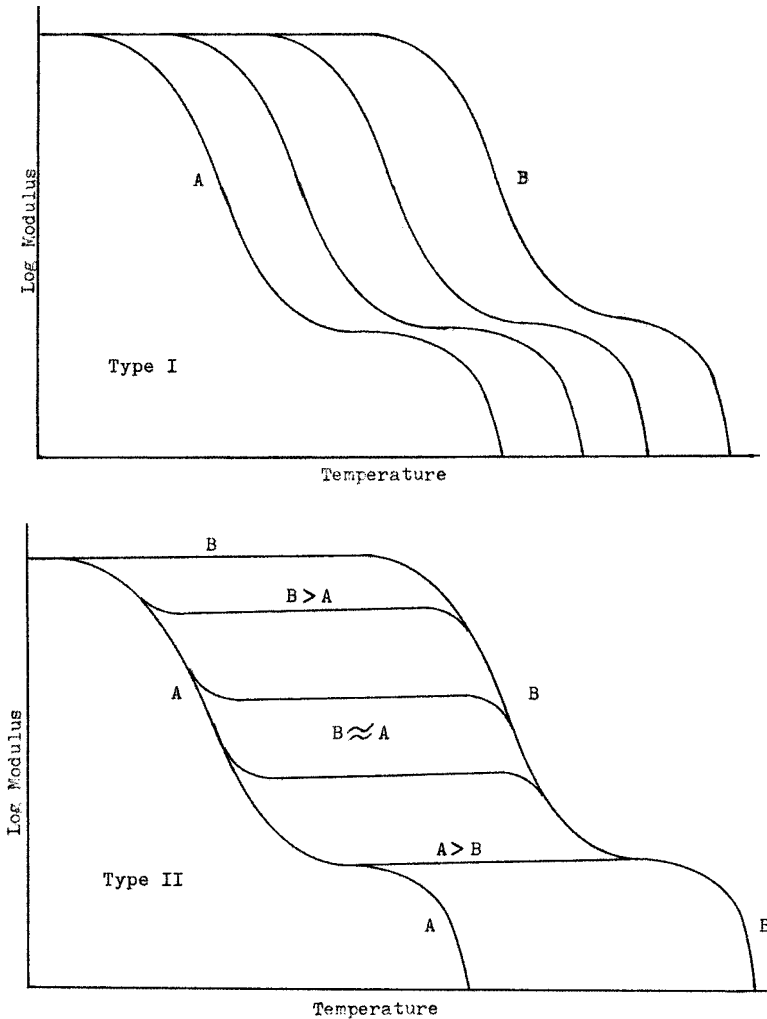 Log Modulus
A
B
Type I
Temperature
B
B > A
A
B
B ≈ A
Log Modulus
A > B
Type II
A
B
Temperature